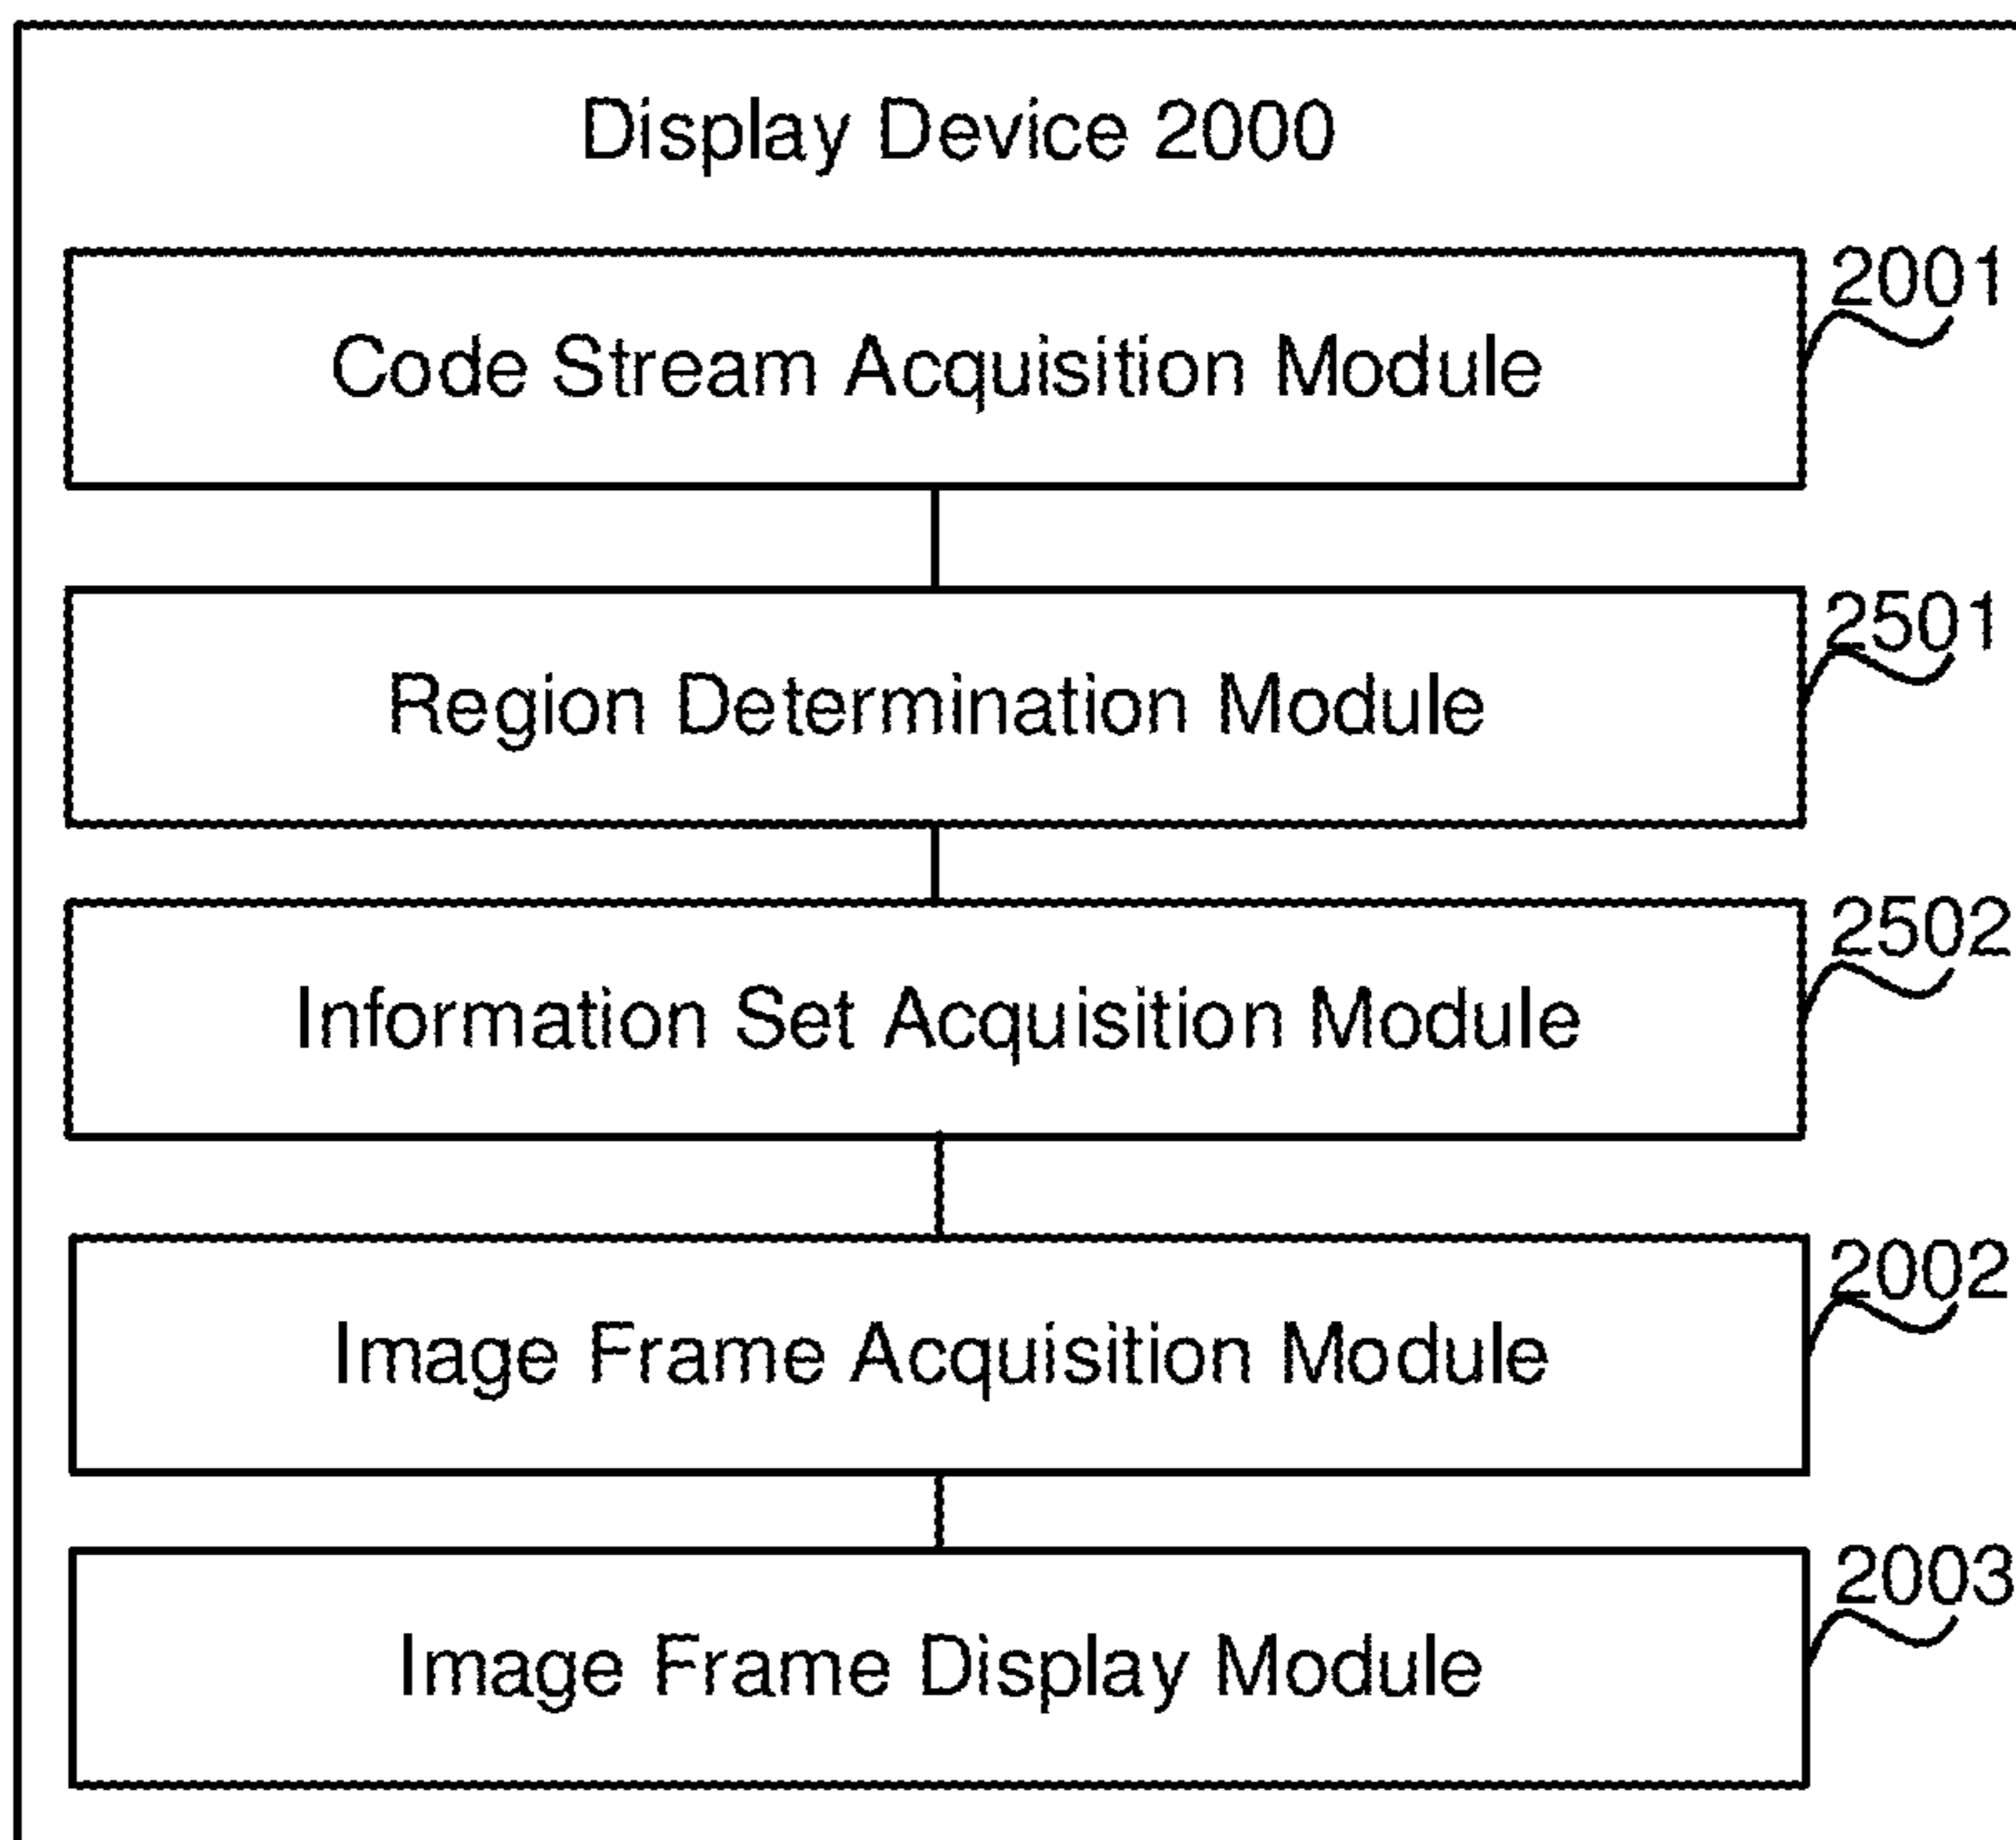 Display Device 2000
2001
Code Stream Acquisition Module
2501
Region Determination Module
2502
Information Set Acquisition Module
2002
Image Frame Acquisition Module
2003
Image Frame Display Module